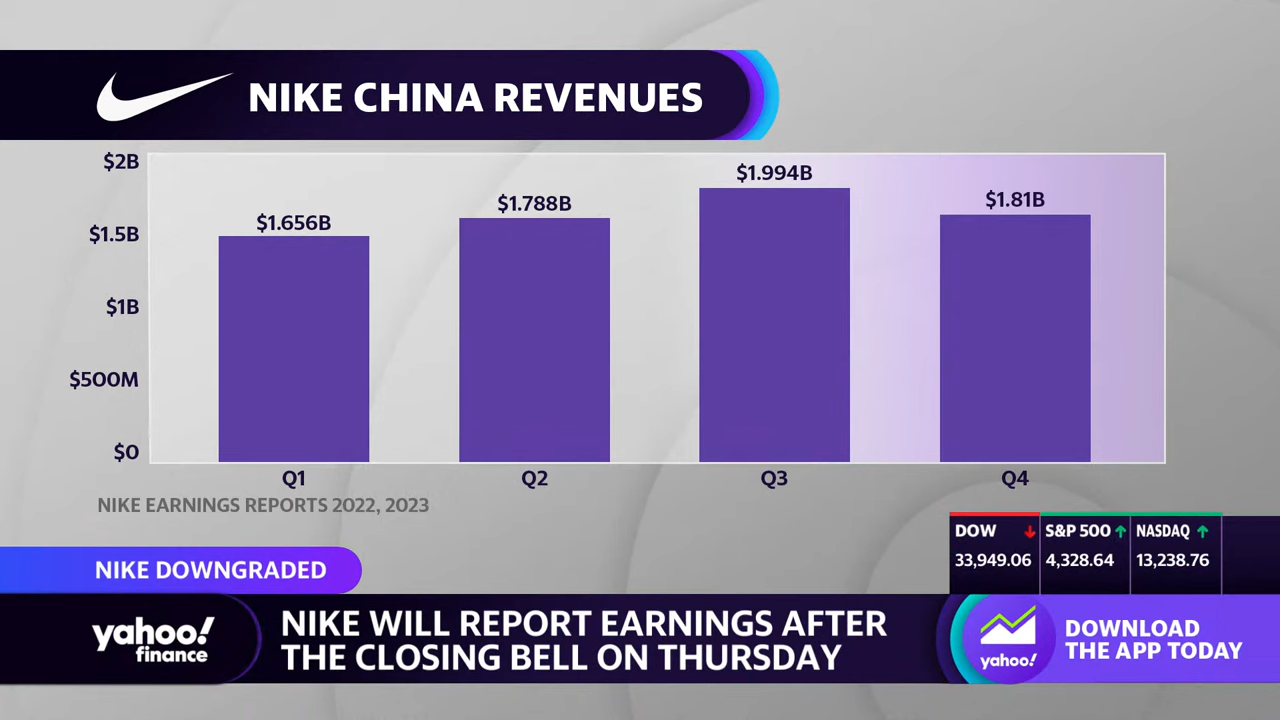 NIKE CHINA REVENUES
$2B
$1.5B
$1B
$500M
$0
$1.656B
$1.788B
$1.994B
$1.81B
Q1
Q2
Q3
Q4
NIKE EARNINGS REPORTS 2022, 2023
DOW
33,949.06
S&P 500
4,328.64
NASDAQ
13,238.76
NIKE DOWNGRADED
yahoo!
finance
NIKE WILL REPORT EARNINGS AFTER
THE CLOSING BELL ON THURSDAY
yahoo!
DOWNLOAD
THE APP TODAY